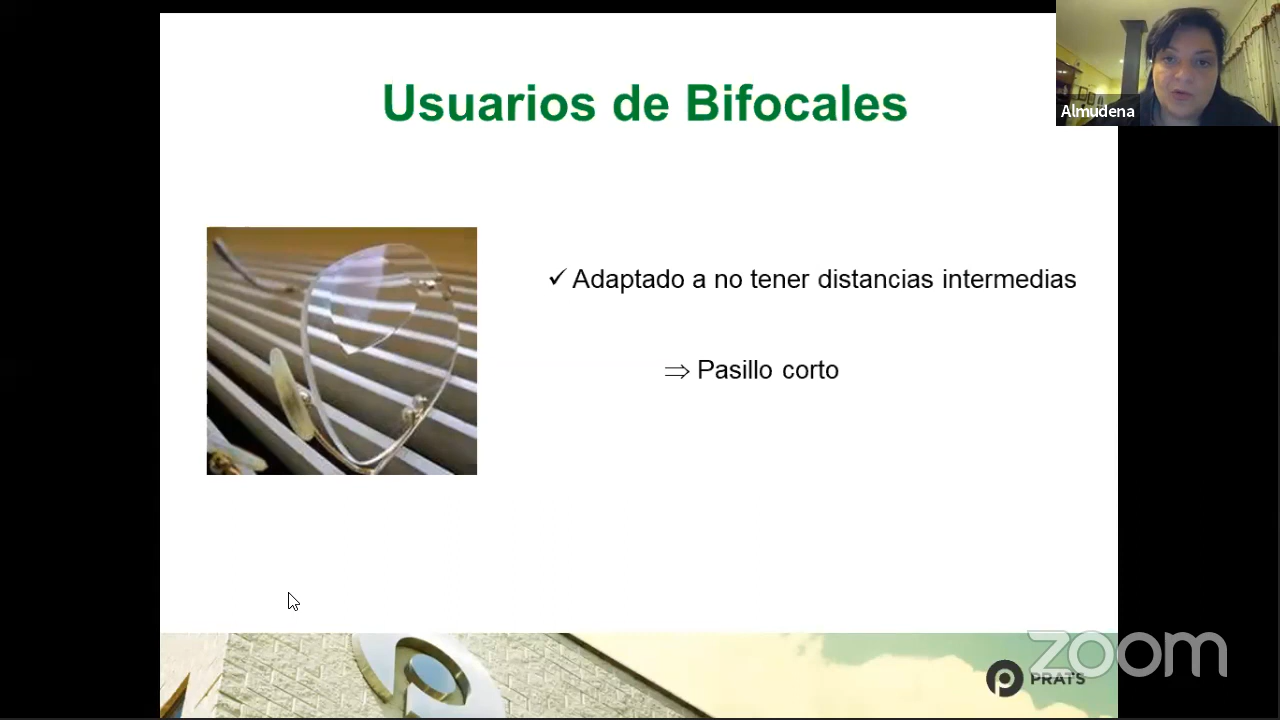 Usuarios de Bifocales
Almudena
✓ Adaptado a no tener distancias intermedias
⇒ Pasillo corto
PRATS
zoom